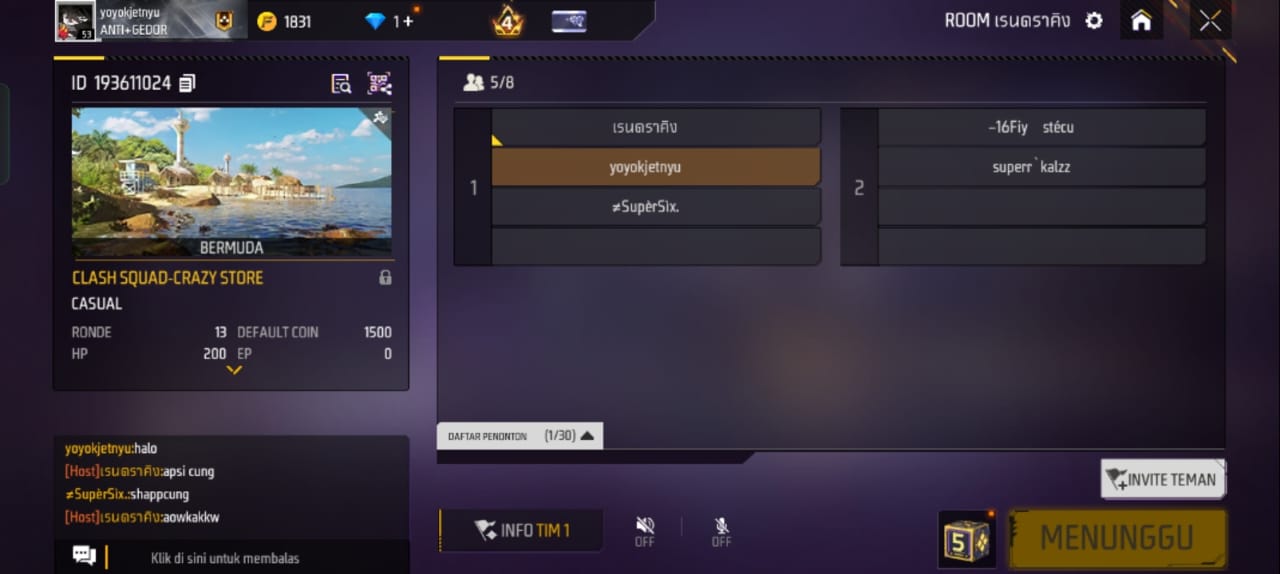 yoyokjetnyu
ANTI+GEDOR
53
1831
1+
4
ROOM เรนดราคิง
ID 193611024
BERMUDA
CLASH SQUAD-CRAZY STORE
CASUAL
RONDE 13 DEFAULT COIN 1500
HP 200 EP 0
5/8
1
เรนดราคิง
yoyokjetnyu
≠SupèrSìx.
2
-16Fiy stécu
superr`kalzz
DAFTAR PENONTON (1/30)
yoyokjetnyu:halo
[Host]เรนดราคิง:apsi cung
≠SupèrSìx.:shappcung
[Host]เรนดราคิง:aowkakkw
Klik di sini untuk membalas
INFO TIM 1
OFF
OFF
INVITE TEMAN
5
MENUNGGU